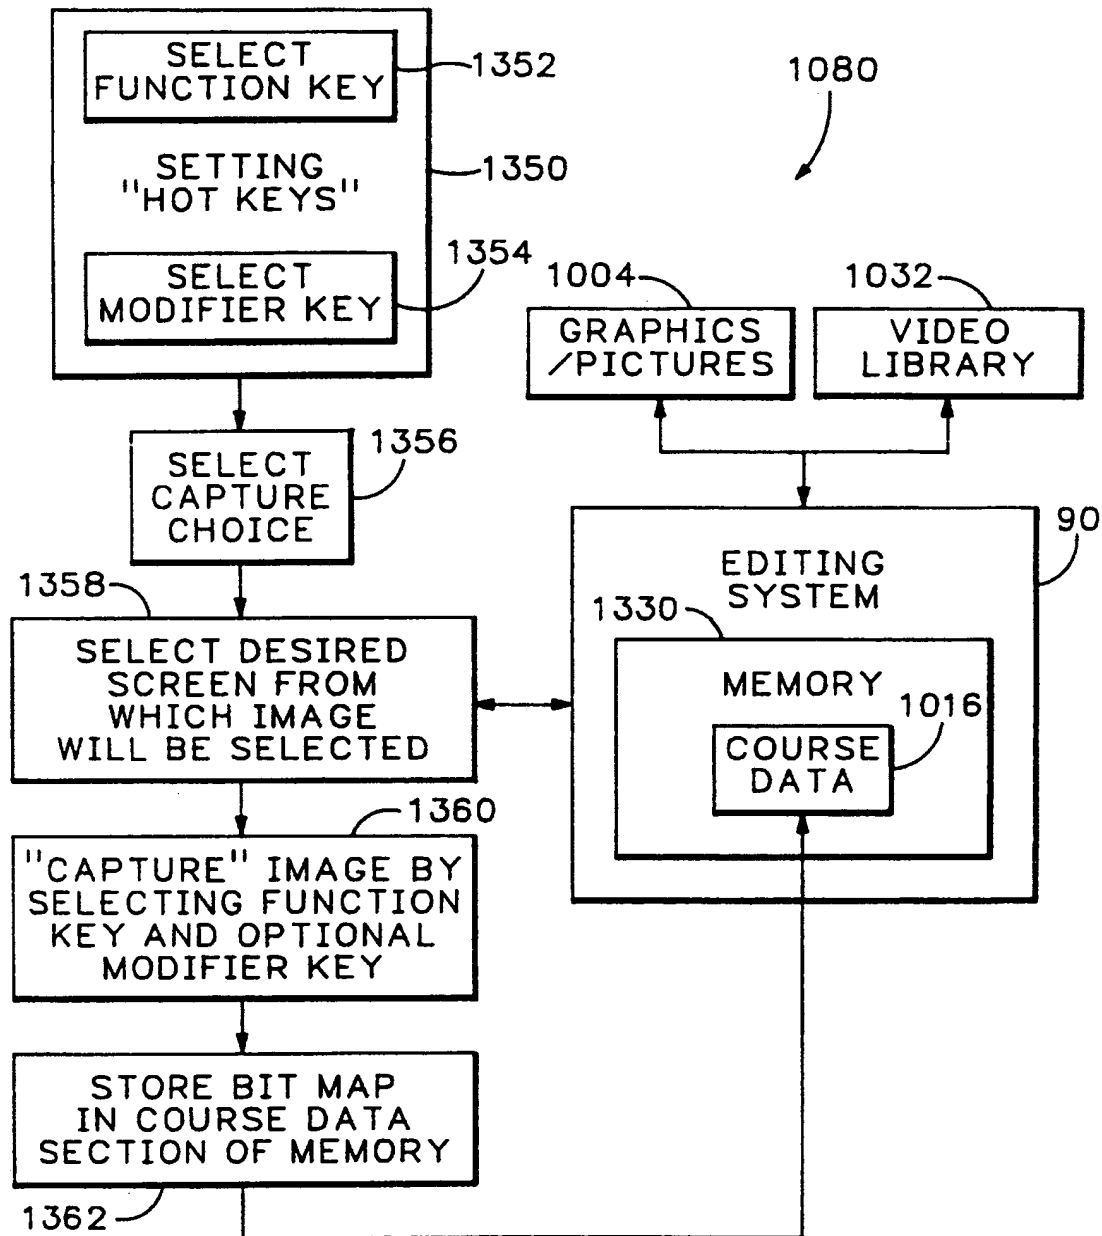 SELECT
FUNCTION KEY
1352
SETTING
"HOT KEYS"
1350
SELECT
MODIFIER KEY
1354
1080
1004
GRAPHICS
/PICTURES
1032
VIDEO
LIBRARY
SELECT
CAPTURE
CHOICE
1356
90
EDITING
SYSTEM
1330
MEMORY
1016
COURSE
DATA
1358
SELECT DESIRED
SCREEN FROM
WHICH IMAGE
WILL BE SELECTED
1360
"CAPTURE" IMAGE BY
SELECTING FUNCTION
KEY AND OPTIONAL
MODIFIER KEY
STORE BIT MAP
IN COURSE DATA
SECTION OF MEMORY
1362